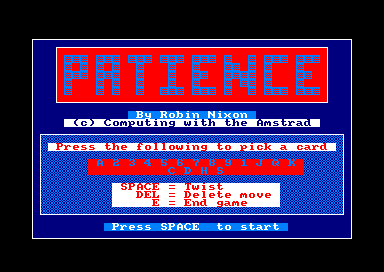 PATIENCE
By Robin Nixon
(c) Computing with the Amstrad
Press the following to pick a card
SPACE = Twist
DEL = Delete move
E = End game
Press SPACE to start